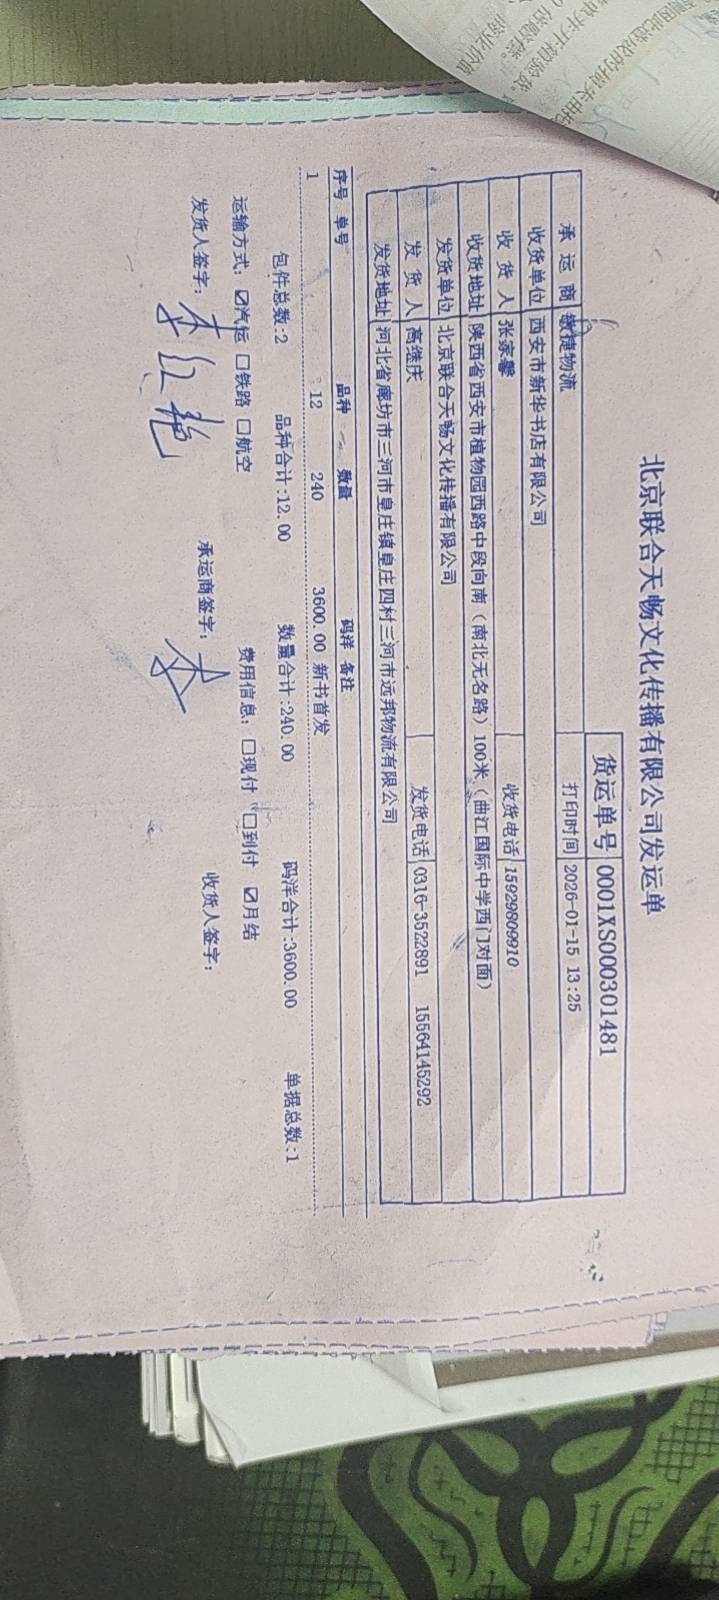 北京联合天畅文化传播有限公司发运单
货运单号 0001XS000301481
承运商 敏捷物流 打印时间 2026-01-15 13:25
收货单位 西安市新华书店有限公司
收货人 张家馨 收货电话 15929809910
收货地址 陕西省西安市植物园西路中段向南（南北无名路）100米（曲江国际中学西门对面）
发货单位 北京联合天畅文化传播有限公司
发货人 高继庆 发货电话 0316-3522891 15564145292
发货地址 河北省廊坊市三河市皇庄镇皇庄四村三河市远邦物流有限公司
序号 单号 品种 数量 码洋 备注
1 12 240 3600.00 新书首发
包件总数:2 品种合计:12.00 数量合计:240.00 码洋合计:3600.00 单据总数:1
运输方式: ☑汽运 □铁路 □航空 费用信息: □现付 □到付 ☑月结
发货人签字: 李红艳 承运商签字: 收货人签字: